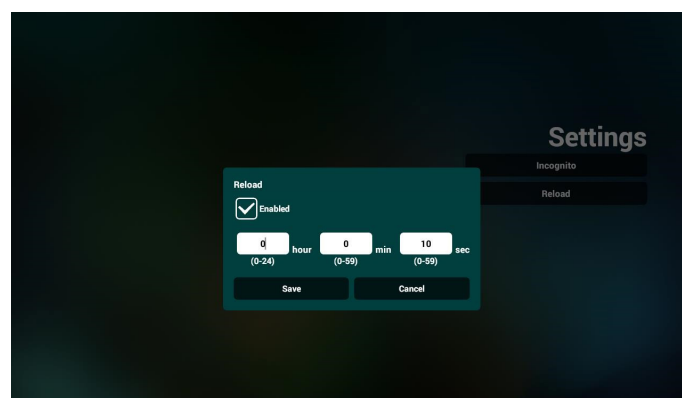 Settings
Incognito
Reload
Reload
Enabled
0 hour 0 min 10 sec
(0-24) (0-59) (0-59)
Save Cancel